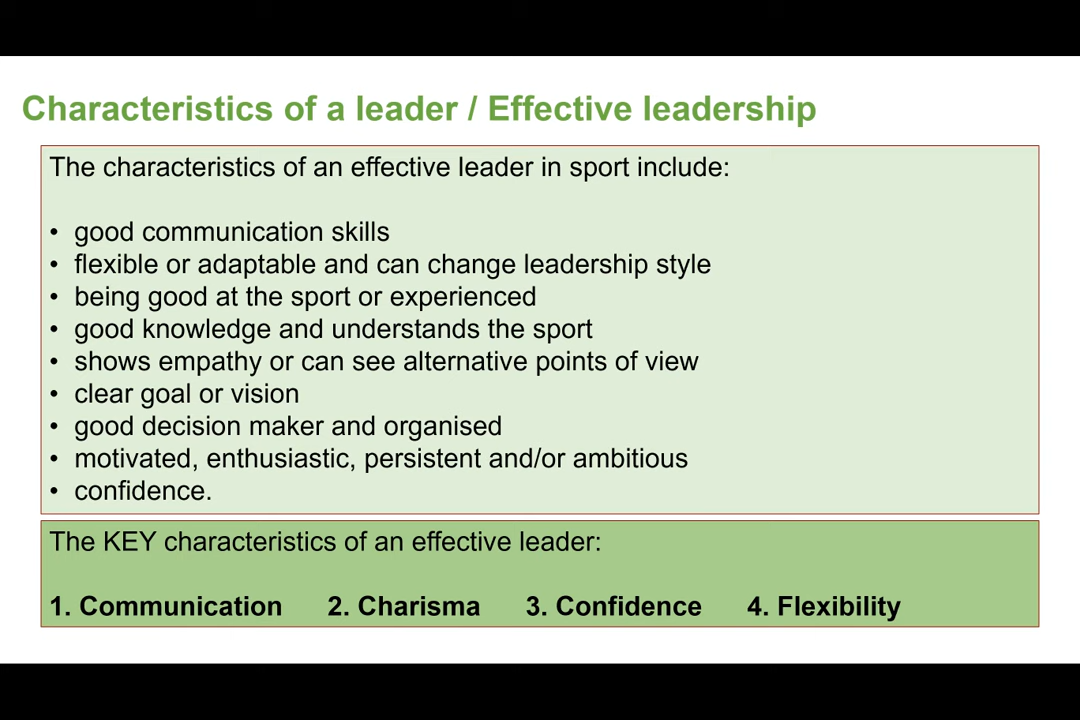 Characteristics of a leader / Effective leadership
The characteristics of an effective leader in sport include:
• good communication skills
• flexible or adaptable and can change leadership style
• being good at the sport or experienced
• good knowledge and understands the sport
• shows empathy or can see alternative points of view
• clear goal or vision
• good decision maker and organised
• motivated, enthusiastic, persistent and/or ambitious
• confidence.
The KEY characteristics of an effective leader:
1. Communication 2. Charisma 3. Confidence 4. Flexibility